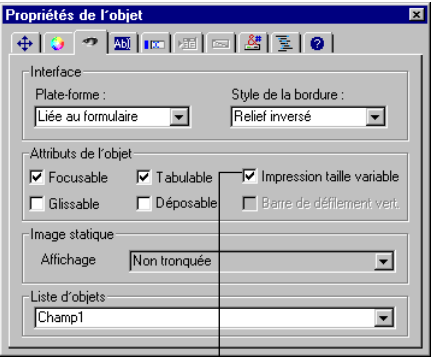 Propriétés de l'objet
Interface
Plate-forme : Style de la bordure :
Liée au formulaire Relief inversé
Attributs de l'objet
Focusable Tabulable Impression taille variable
Glissable Déposable Barre de défilement vert.
Image statique
Affichage Non tronquée
Liste d'objets
Champ1